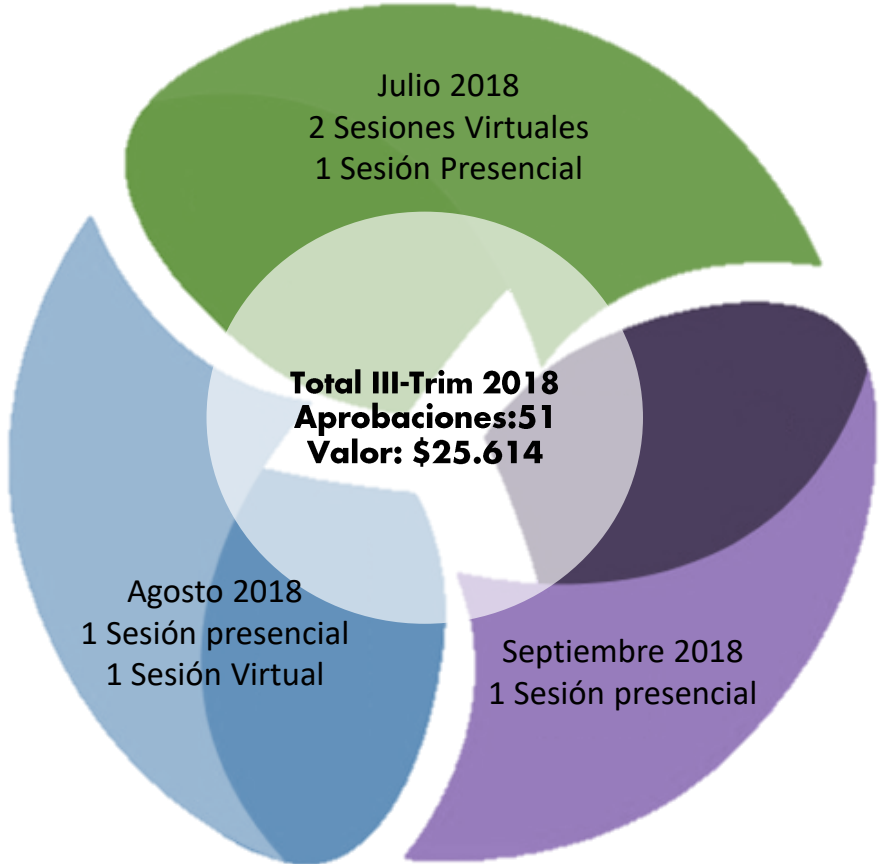 Julio 2018
2 Sesiones Virtuales
1 Sesión Presencial
Total III-Trim 2018
Aprobaciones:51
Valor: $25.614
Agosto 2018
1 Sesión presencial
1 Sesión Virtual
Septiembre 2018
1 Sesión presencial